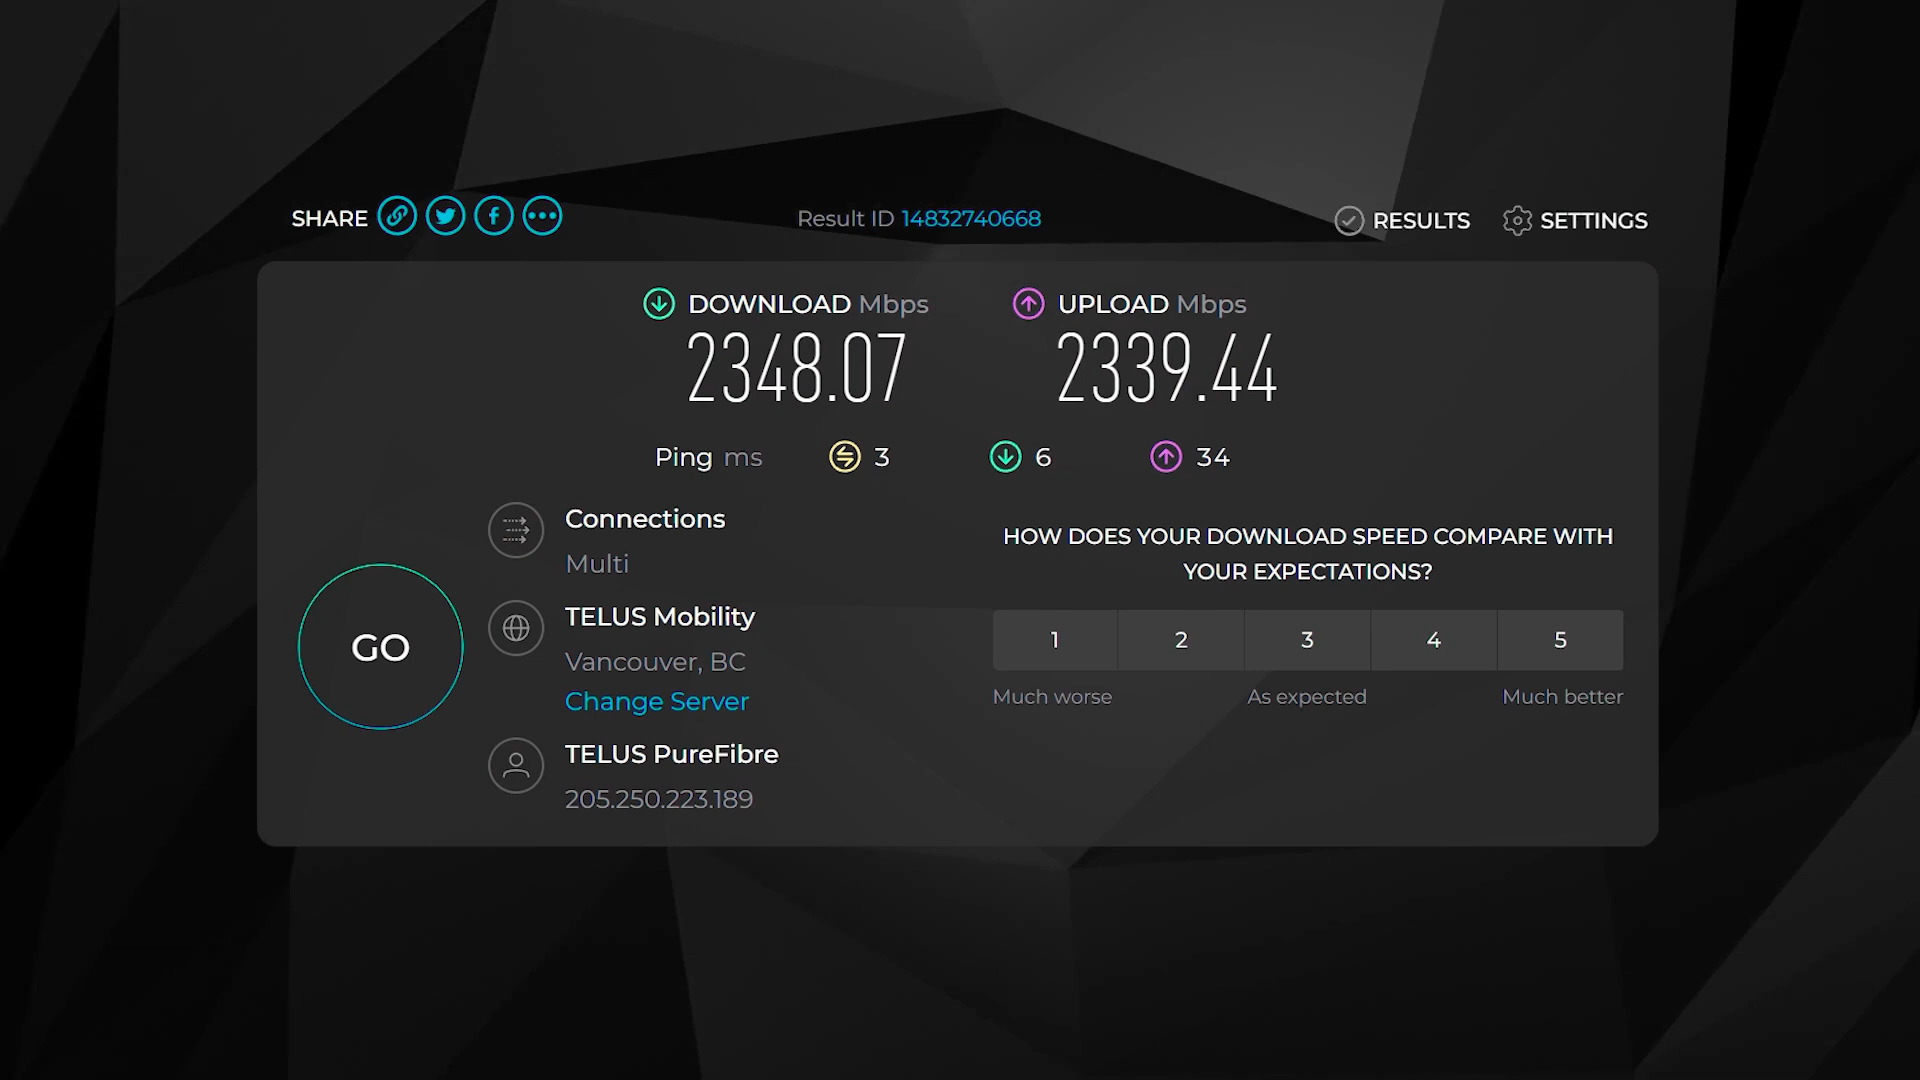 SHARE
Result ID 14832740668
RESULTS
SETTINGS
DOWNLOAD Mbps
2348.07
UPLOAD Mbps
2339.44
Ping ms 3 6 34
Connections
Multi
GO
TELUS Mobility
Vancouver, BC
Change Server
TELUS PureFibre
205.250.223.189
HOW DOES YOUR DOWNLOAD SPEED COMPARE WITH
YOUR EXPECTATIONS?
1 2 3 4 5
Much worse As expected Much better